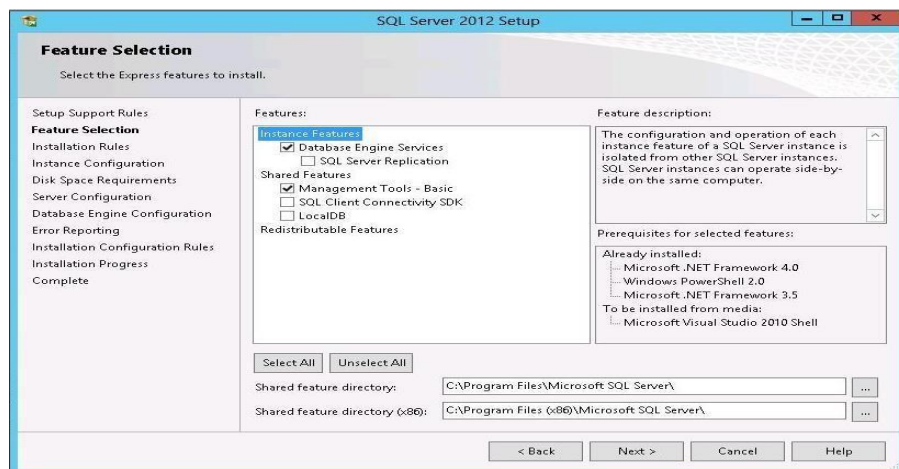 SQL Server 2012 Setup
Feature Selection
Select the Express features to install.
Setup Support Rules
Feature Selection
Installation Rules
Instance Configuration
Disk Space Requirements
Server Configuration
Database Engine Configuration
Error Reporting
Installation Configuration Rules
Installation Progress
Complete
Features:
Instance Features
Database Engine Services
SQL Server Replication
Shared Features
Management Tools - Basic
SQL Client Connectivity SDK
LocalDB
Redistributable Features
Feature description:
The configuration and operation of each
instance feature of a SQL Server instance is
isolated from other SQL Server instances.
SQL Server instances can operate side-by-
side on the same computer.
Prerequisites for selected features:
Already installed:
Microsoft .NET Framework 4.0
Windows PowerShell 2.0
Microsoft .NET Framework 3.5
To be installed from media:
Microsoft Visual Studio 2010 Shell
Select All
Unselect All
Shared feature directory:
C:\Program Files\Microsoft SQL Server\
...
Shared feature directory (x86):
C:\Program Files (x86)\Microsoft SQL Server\
...
< Back
Next >
Cancel
Help